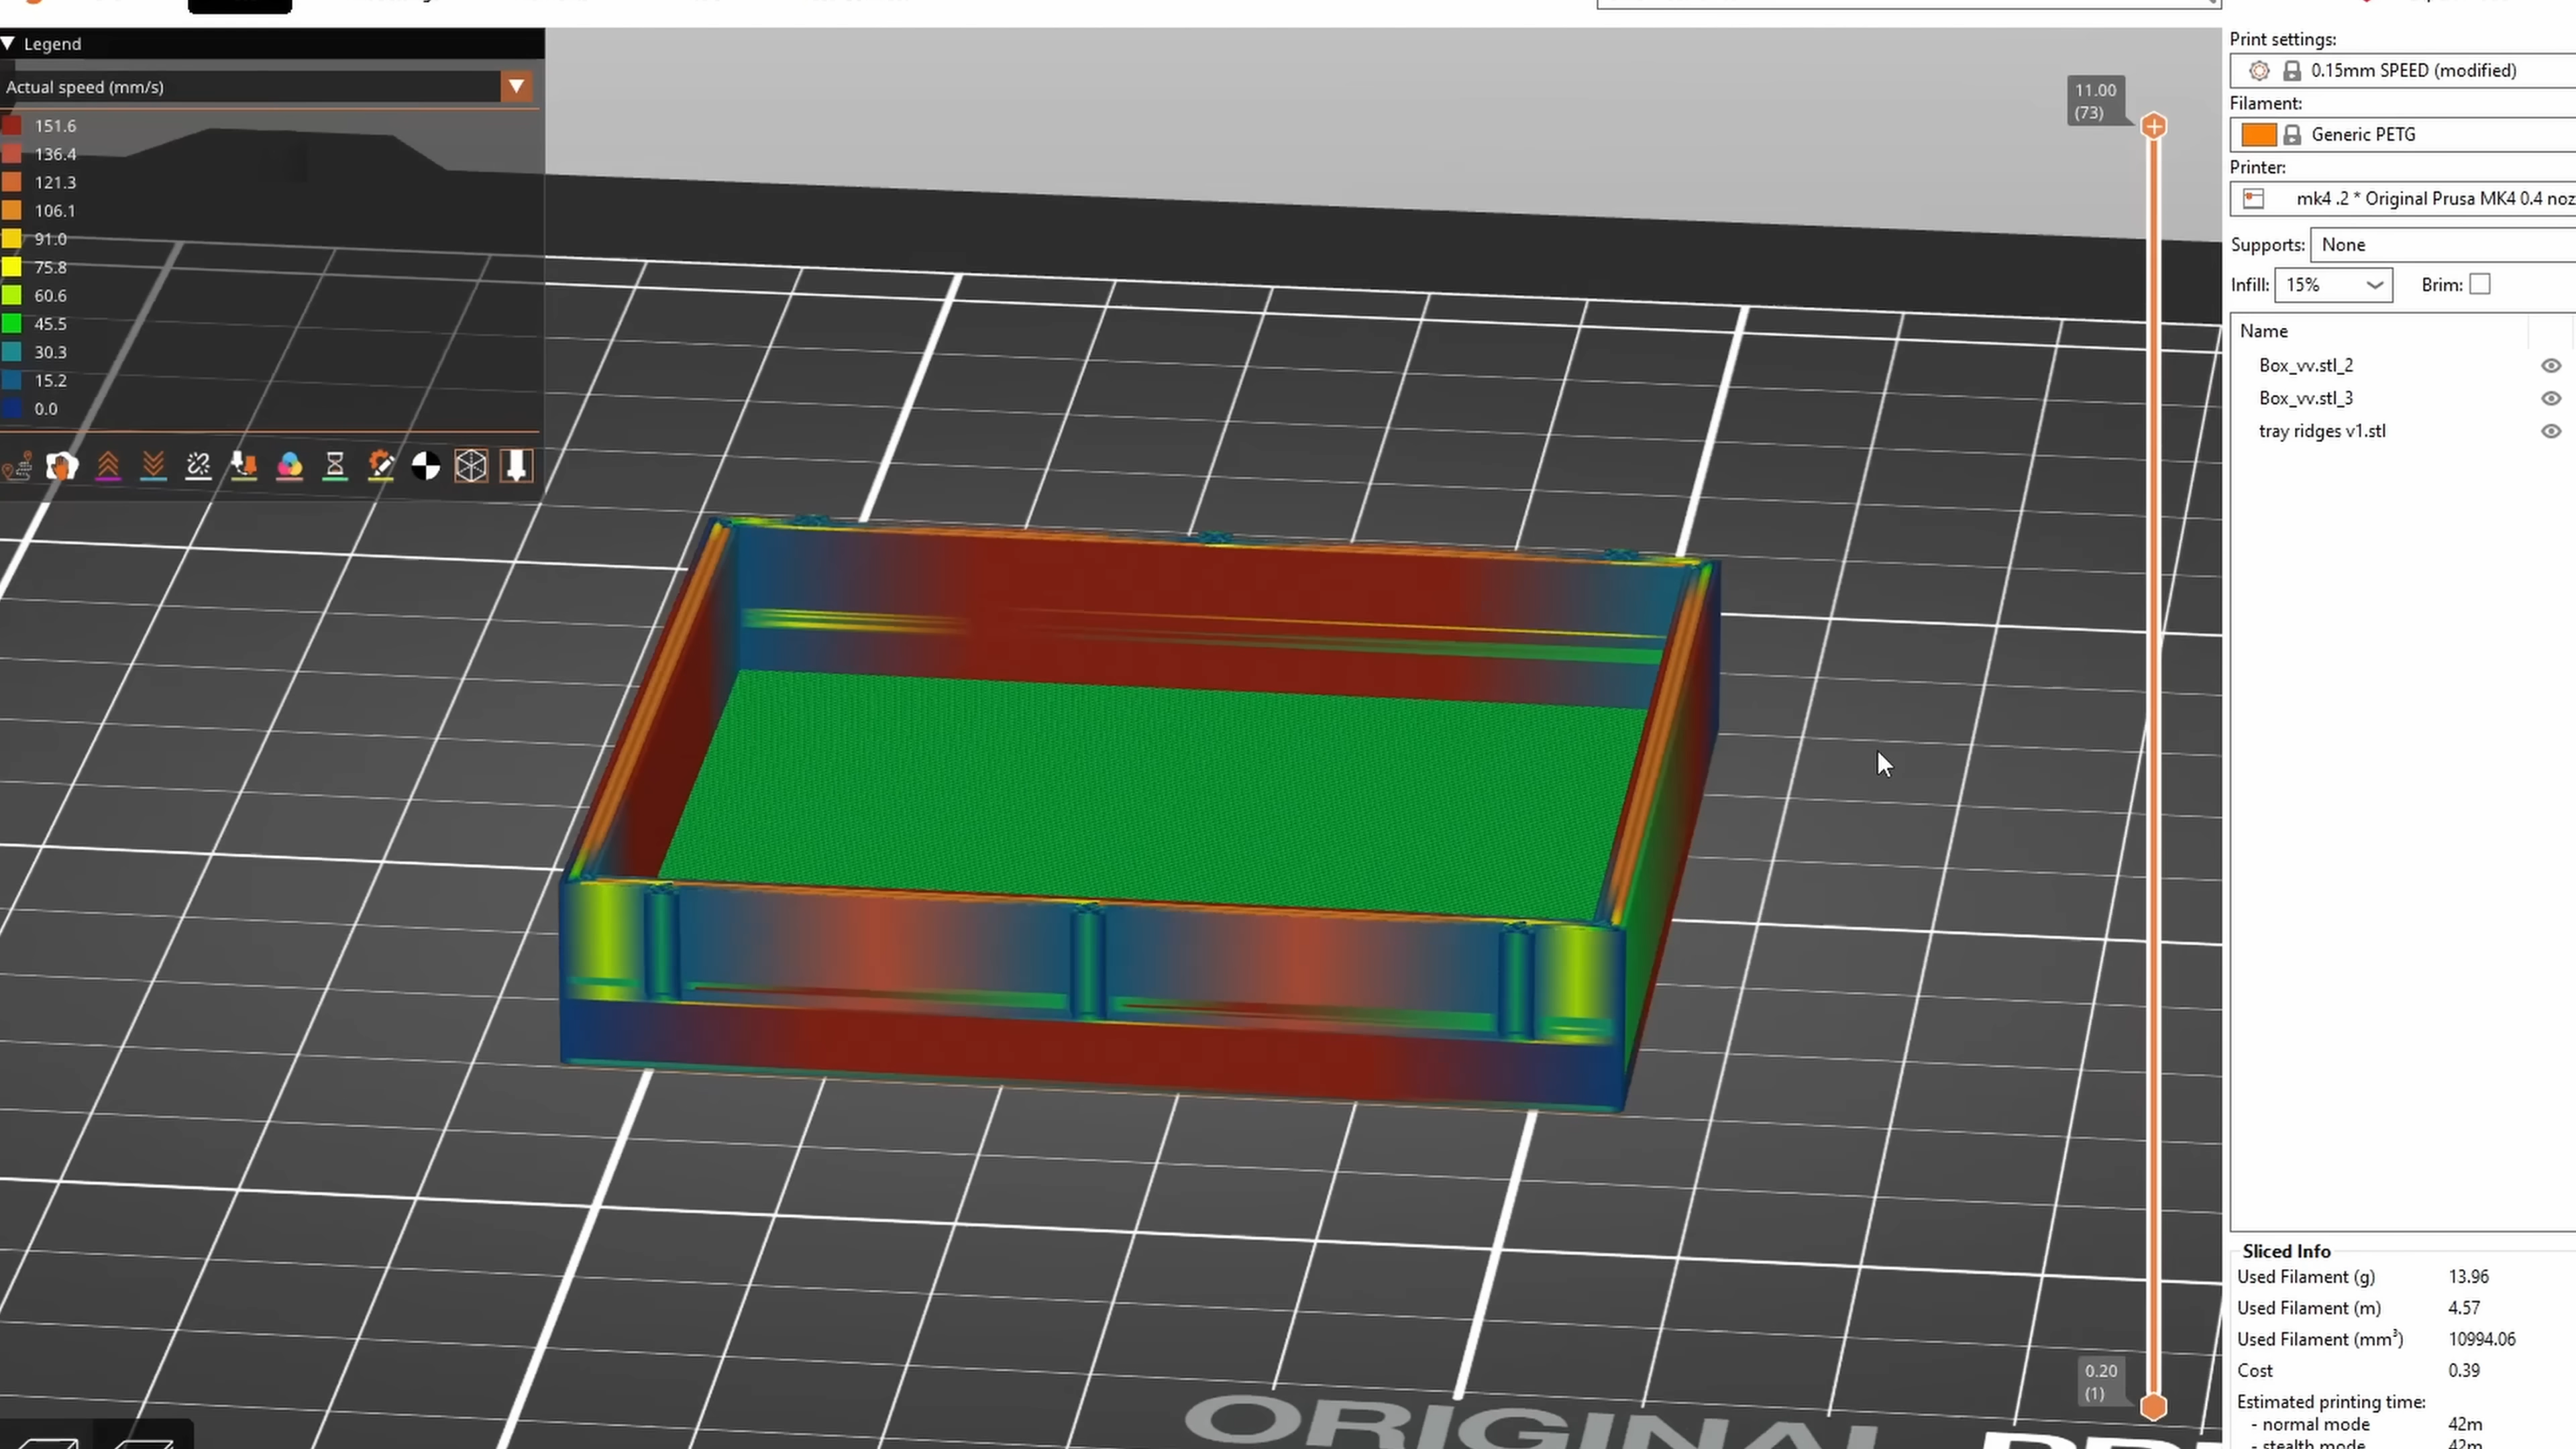 Legend
Actual speed (mm/s)
151.6
136.4
121.3
106.1
91.0
75.8
60.6
45.5
30.3
15.2
0.0
11.00
(73)
0.20
(1)
ORIGINAL
Print settings:
0.15mm SPEED (modified)
Filament:
Generic PETG
Printer:
mk4 .2 * Original Prusa MK4 0.4 noz
Supports: None
Infill: 15% Brim:
Name
Box_vv.stl_2
Box_vv.stl_3
tray ridges v1.stl
Sliced Info
Used Filament (g) 13.96
Used Filament (m) 4.57
Used Filament (mm³) 10994.06
Cost 0.39
Estimated printing time:
- normal mode 42m
- stealth mode 42m